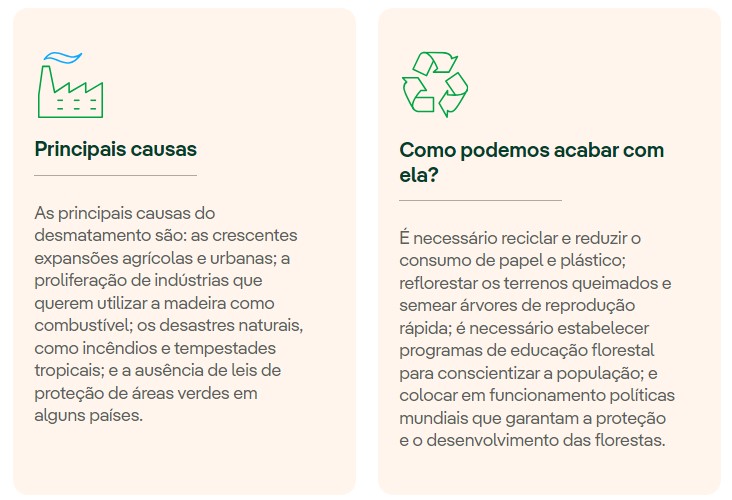 Principais causas
As principais causas do
desmatamento são: as crescentes
expansões agrícolas e urbanas; a
proliferação de indústrias que
querem utilizar a madeira como
combustível; os desastres naturais,
como incêndios e tempestades
tropicais; e a ausência de leis de
proteção de áreas verdes em
alguns países.
Como podemos acabar com
ela?
É necessário reciclar e reduzir o
consumo de papel e plástico;
reflorestar os terrenos queimados e
semear árvores de reprodução
rápida; é necessário estabelecer
programas de educação florestal
para conscientizar a população; e
colocar em funcionamento políticas
mundiais que garantam a proteção
e o desenvolvimento das florestas.